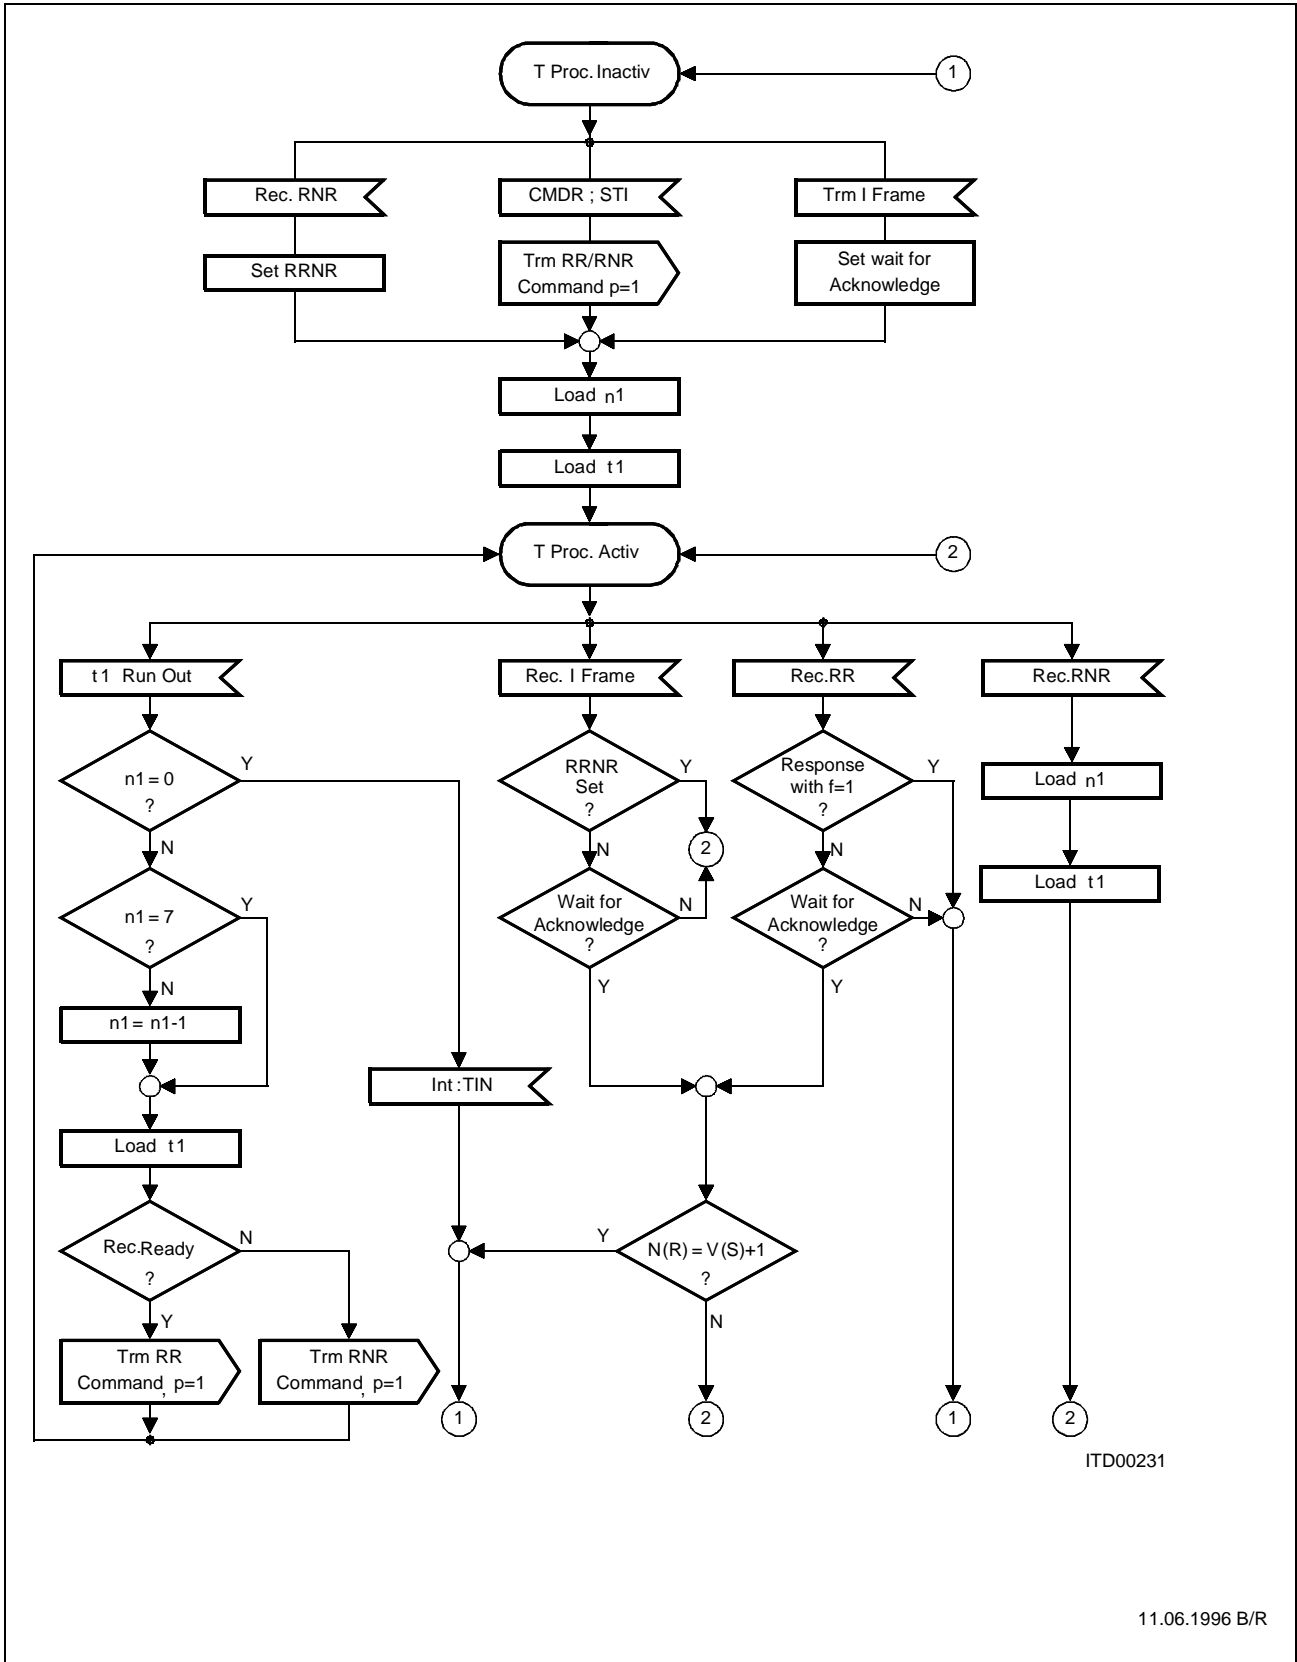 T Proc. Inactiv
1
Rec. RNR
CMDR ; STI
Trm I Frame
Set RRNR
Trm RR/RNR
Command p=1
Set wait for
Acknowledge
Load n1
Load t1
T Proc. Activ
2
t1 Run Out
Rec. I Frame
Rec.RR
Rec.RNR
n1 = 0
?
Y
N
RRNR
Set
?
Y
N
2
Response
with f=1
?
Y
N
Load n1
n1 = 7
?
Y
N
Wait for
Acknowledge
?
N
Y
Wait for
Acknowledge
?
N
Y
Load t1
n1 = n1-1
Int :TIN
Load t1
Rec.Ready
?
N
Y
N(R) = V(S)+1
?
Y
N
Trm RR
Command, p=1
Trm RNR
Command, p=1
1
2
1
2
ITD00231
11.06.1996 B/R